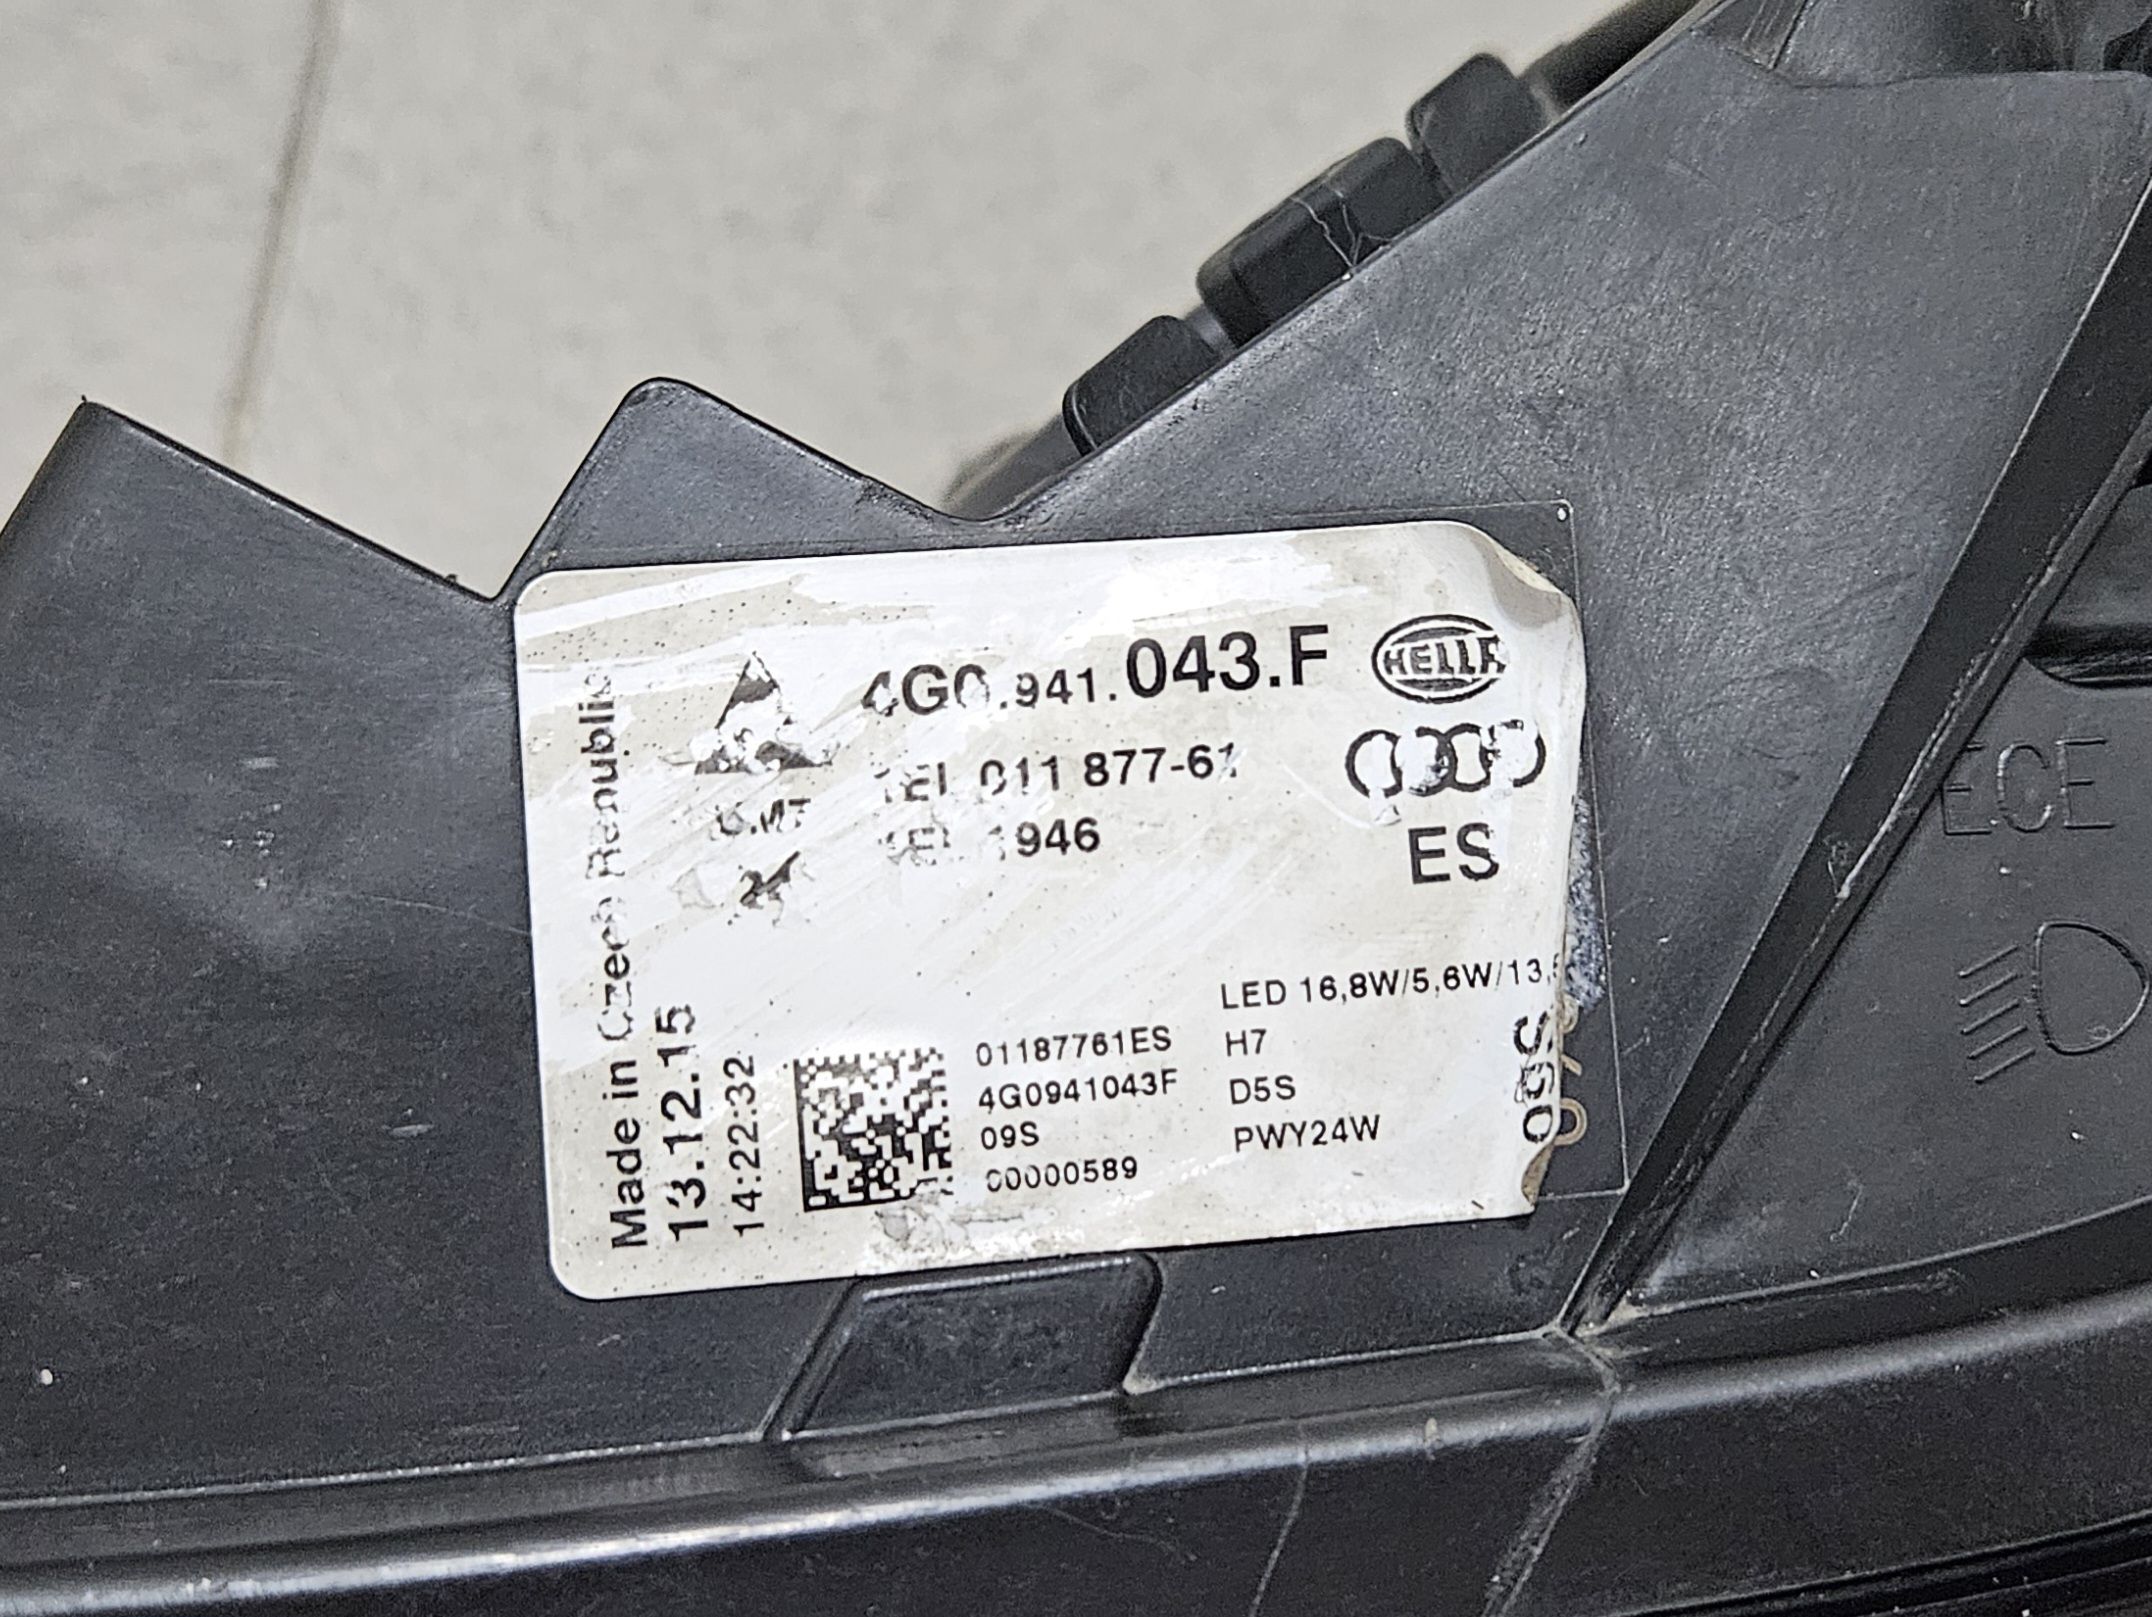 4G0.941.043.F
HELLA
011 877-61
1946
ES
Made in Czech Republic
13.12.15
14:22:32
LED 16,8W/5,6W/13,5
01187761ES
H7
4G0941043F
D5S
09S
PWY24W
00000589
09S
ECE